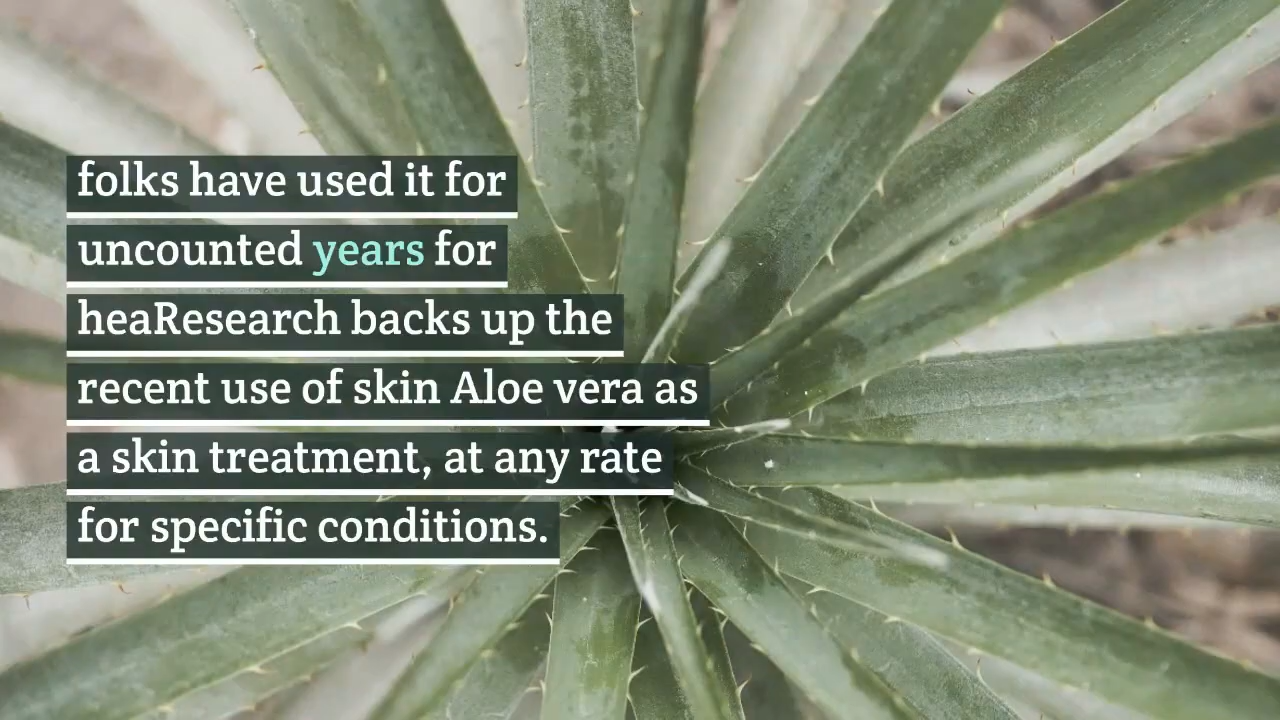 folks have used it for
uncounted years for
heaResearch backs up the
recent use of skin Aloe vera as
a skin treatment, at any rate
for specific conditions.